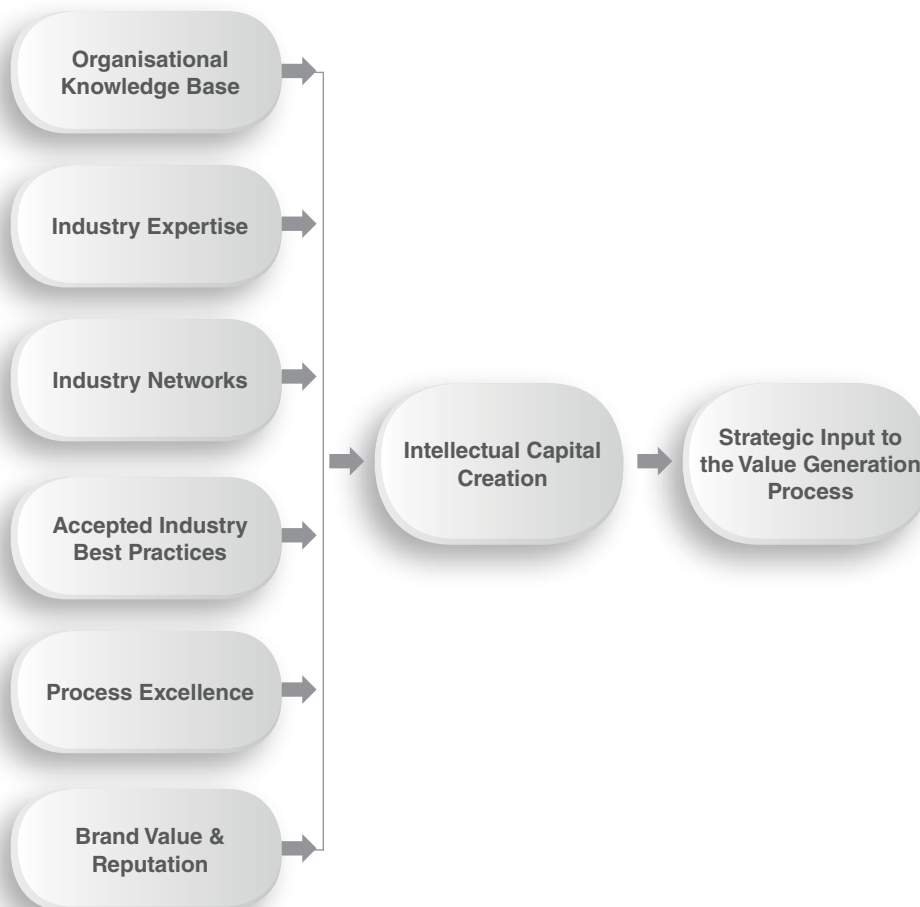 Organisational
Knowledge Base
Industry Expertise
Industry Networks
Accepted Industry
Best Practices
Process Excellence
Brand Value &
Reputation
Intellectual Capital
Creation
Strategic Input to
the Value Generation
Process